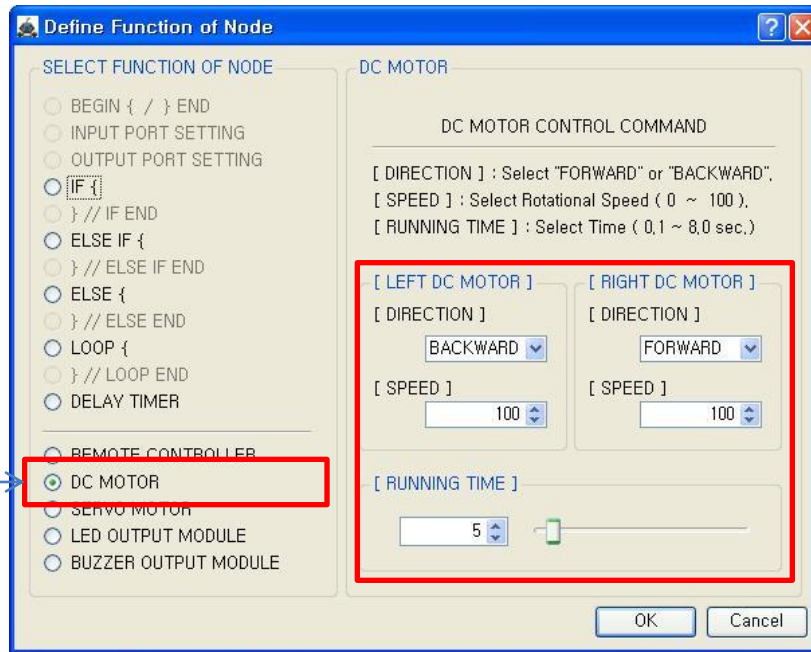 Define Function of Node
SELECT FUNCTION OF NODE
BEGIN { / } END
INPUT PORT SETTING
OUTPUT PORT SETTING
IF {
} // IF END
ELSE IF {
} // ELSE IF END
ELSE {
} // ELSE END
LOOP {
} // LOOP END
DELAY TIMER
REMOTE CONTROLLER
DC MOTOR
SERVO MOTOR
LED OUTPUT MODULE
BUZZER OUTPUT MODULE
DC MOTOR
DC MOTOR CONTROL COMMAND
[ DIRECTION ] : Select "FORWARD" or "BACKWARD".
[ SPEED ] : Select Rotational Speed ( 0 ~ 100 ).
[ RUNNING TIME ] : Select Time ( 0.1 ~ 8.0 sec.)
[ LEFT DC MOTOR ]
[ DIRECTION ]
BACKWARD
[ SPEED ]
100
[ RIGHT DC MOTOR ]
[ DIRECTION ]
FORWARD
[ SPEED ]
100
[ RUNNING TIME ]
5
OK Cancel